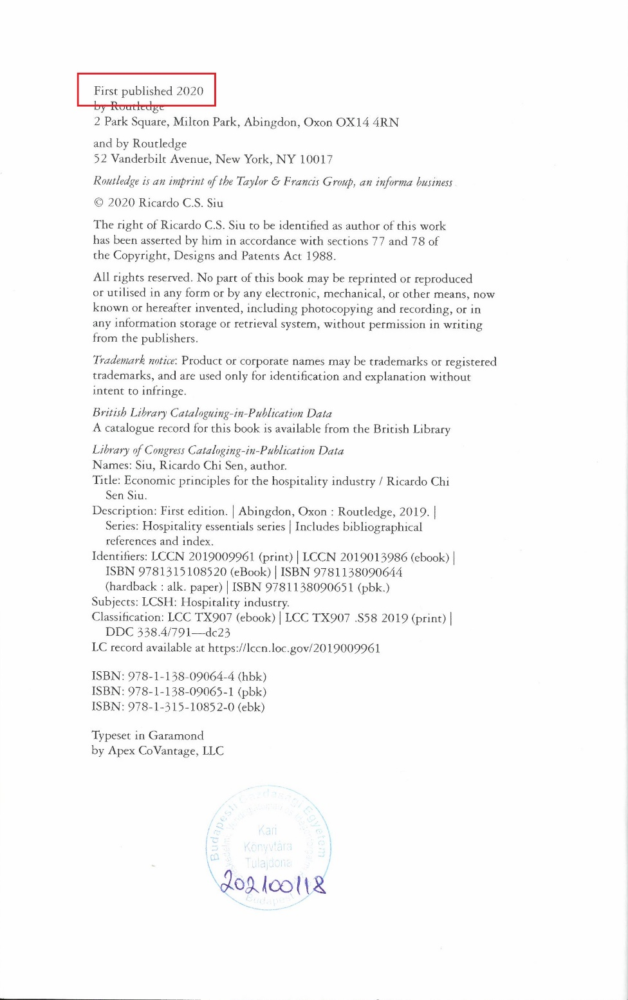 First published 2020
by Routledge
2 Park Square, Milton Park, Abingdon, Oxon OX14 4RN
and by Routledge
52 Vanderbilt Avenue, New York, NY 10017
Routledge is an imprint of the Taylor & Francis Group, an informa business
© 2020 Ricardo C.S. Siu
The right of Ricardo C.S. Siu to be identified as author of this work
has been asserted by him in accordance with sections 77 and 78 of
the Copyright, Designs and Patents Act 1988.
All rights reserved. No part of this book may be reprinted or reproduced
or utilised in any form or by any electronic, mechanical, or other means, now
known or hereafter invented, including photocopying and recording, or in
any information storage or retrieval system, without permission in writing
from the publishers.
Trademark notice: Product or corporate names may be trademarks or registered
trademarks, and are used only for identification and explanation without
intent to infringe.
British Library Cataloguing-in-Publication Data
A catalogue record for this book is available from the British Library
Library of Congress Cataloging-in-Publication Data
Names: Siu, Ricardo Chi Sen, author.
Title: Economic principles for the hospitality industry / Ricardo Chi
Sen Siu.
Description: First edition. | Abingdon, Oxon : Routledge, 2019. |
Series: Hospitality essentials series | Includes bibliographical
references and index.
Identifiers: LCCN 2019009961 (print) | LCCN 2019013986 (ebook) |
ISBN 9781315108520 (eBook) | ISBN 9781138090644
(hardback : alk. paper) | ISBN 9781138090651 (pbk.)
Subjects: LCSH: Hospitality industry.
Classification: LCC TX907 (ebook) | LCC TX907 .S58 2019 (print) |
DDC 338.4/791—dc23
LC record available at https://lccn.loc.gov/2019009961
ISBN: 978-1-138-09064-4 (hbk)
ISBN: 978-1-138-09065-1 (pbk)
ISBN: 978-1-315-10852-0 (ebk)
Typeset in Garamond
by Apex CoVantage, LLC
Budapesti Gazdasági Egyetem
Kari
Könyvtára
Tulajdona
202100118
Budapest